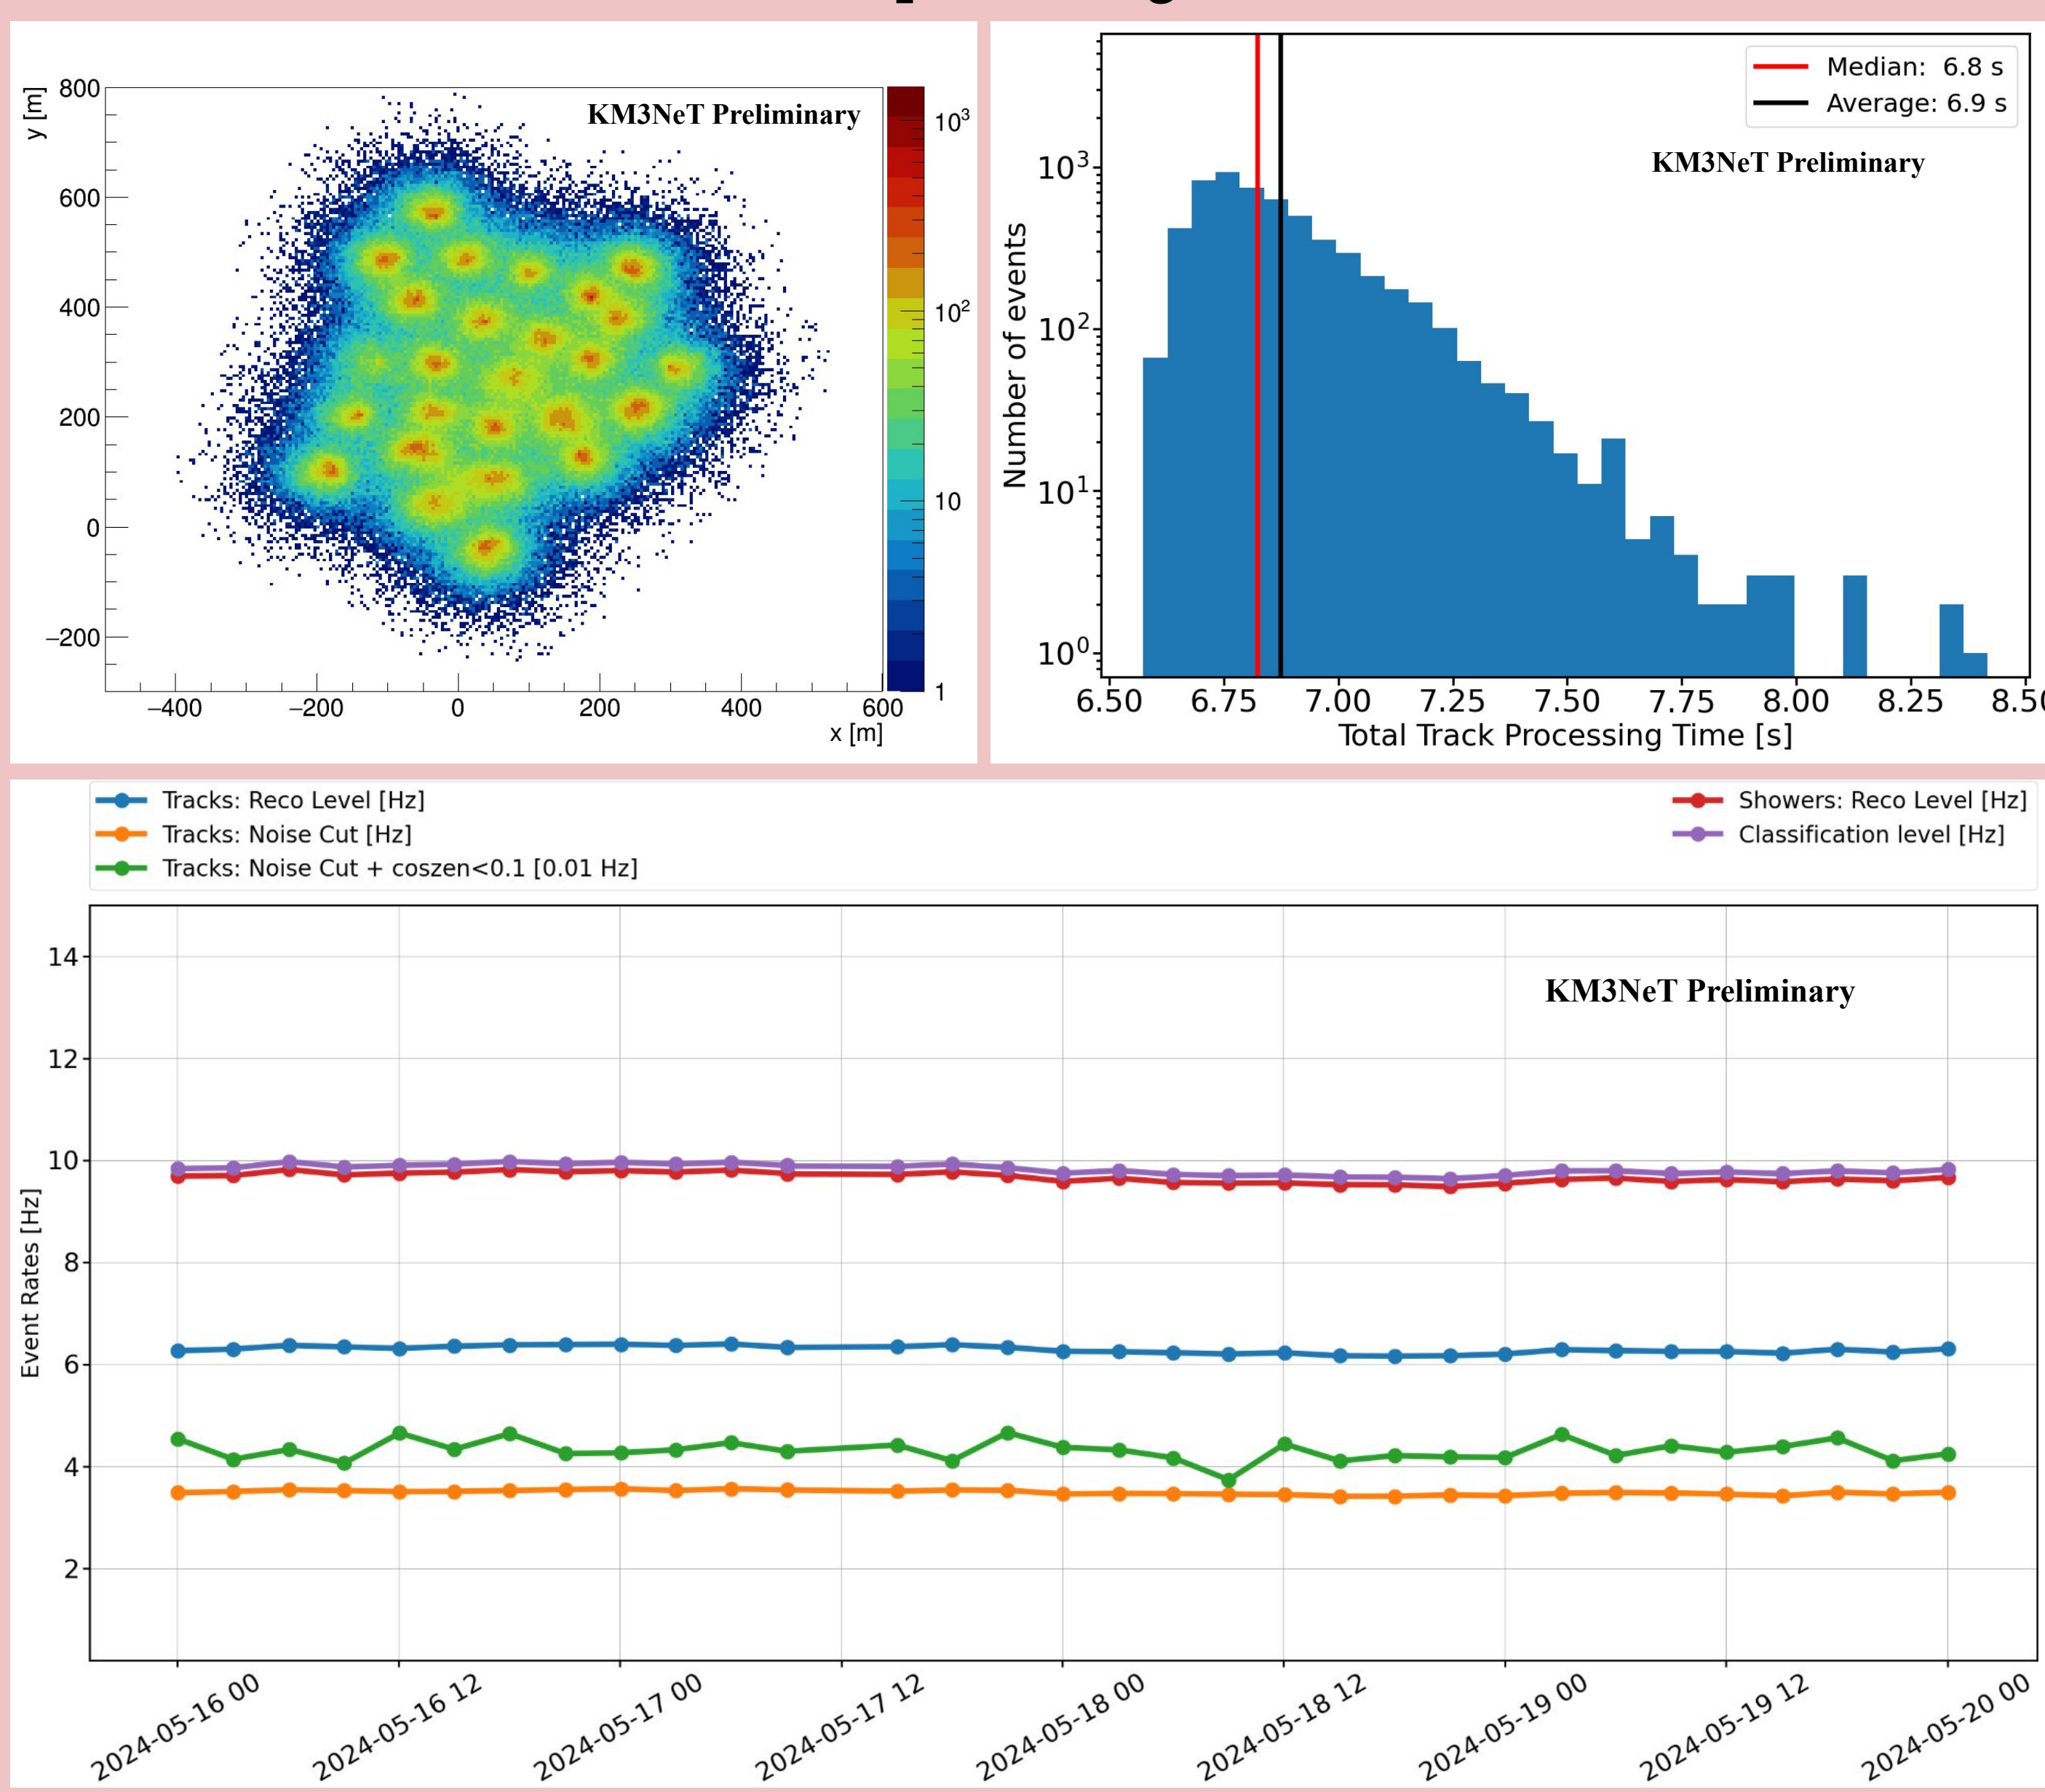 y [m]
800
600
400
200
0
−200
−400
−200
0
200
400
600
x [m]
KM3NeT Preliminary
10³
10²
10
1
Median: 6.8 s
Average: 6.9 s
KM3NeT Preliminary
Number of events
10³
10²
10¹
10⁰
6.50 6.75 7.00 7.25 7.50 7.75 8.00 8.25
Total Track Processing Time [s]
Tracks: Reco Level [Hz]
Tracks: Noise Cut [Hz]
Tracks: Noise Cut + coszen<0.1 [0.01 Hz]
Showers: Reco Level [Hz]
Classification level [Hz]
KM3NeT Preliminary
Event Rates [Hz]
14
12
10
8
6
4
2
2024-05-16 00
2024-05-16 12
2024-05-17 00
2024-05-17 12
2024-05-18 00
2024-05-18 12
2024-05-19 00
2024-05-19 12
2024-05-20 00